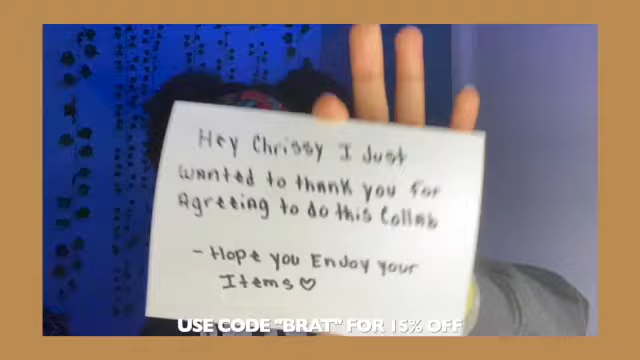 Hey Chrissy I Just
wanted to thank you for
Agreeing to do this Collab
- Hope you Enjoy your
Items♡
USE CODE "BRAT" FOR 15% OFF